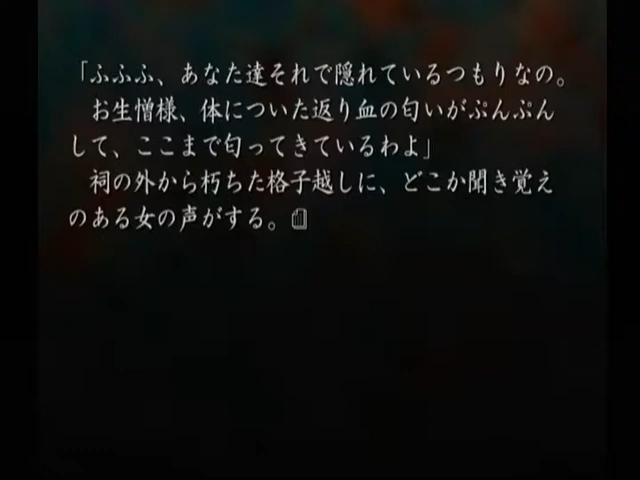 「ふふふ、あなた達それで隠れているつもりなの。
お生憎様、体についた返り血の匂いがぷんぷん
して、ここまで匂ってきているわよ」
祠の外から朽ちた格子越しに、どこか聞き覚え
のある女の声がする。